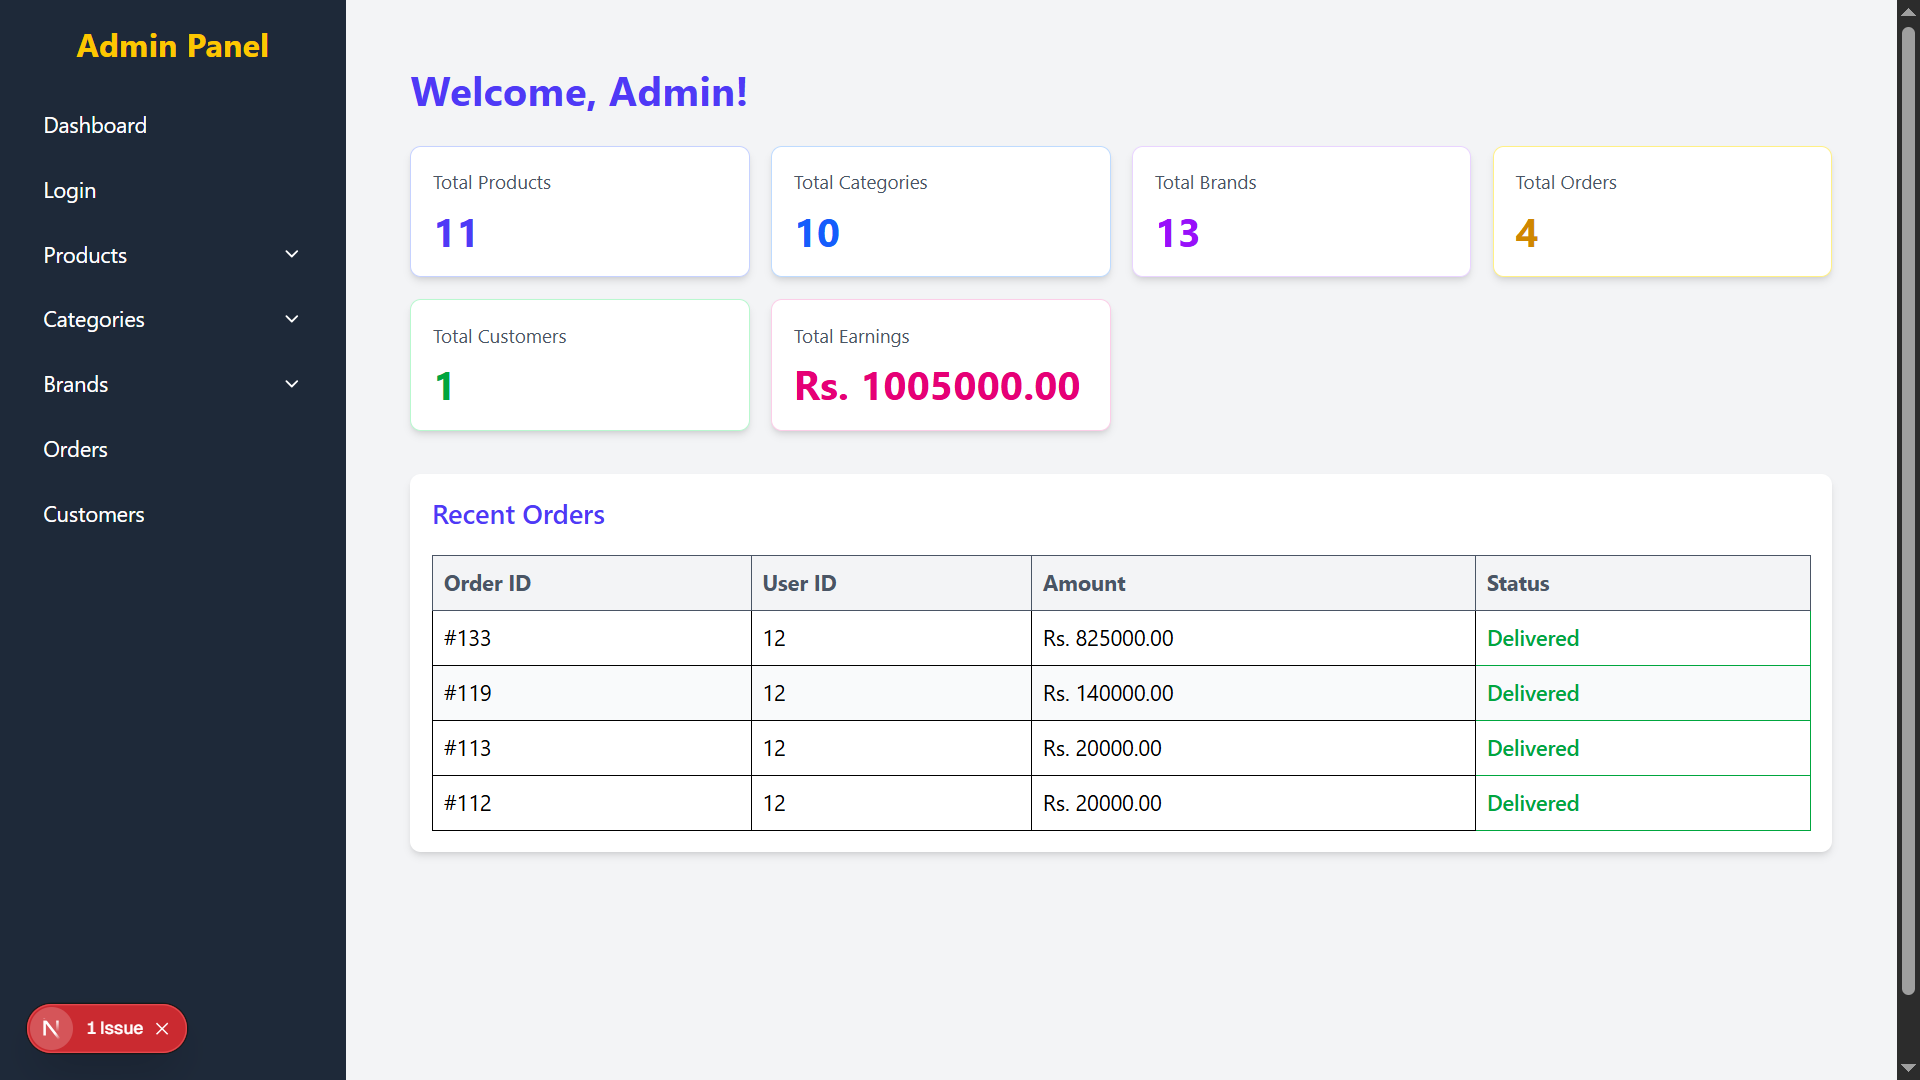 Admin Panel
Dashboard
Login
Products
Categories
Brands
Orders
Customers
N 1 Issue
Welcome, Admin!
Total Products
11
Total Categories
10
Total Brands
13
Total Orders
4
Total Customers
1
Total Earnings
Rs. 1005000.00
Recent Orders
Order ID User ID Amount Status
#133 12 Rs. 825000.00 Delivered
#119 12 Rs. 140000.00 Delivered
#113 12 Rs. 20000.00 Delivered
#112 12 Rs. 20000.00 Delivered